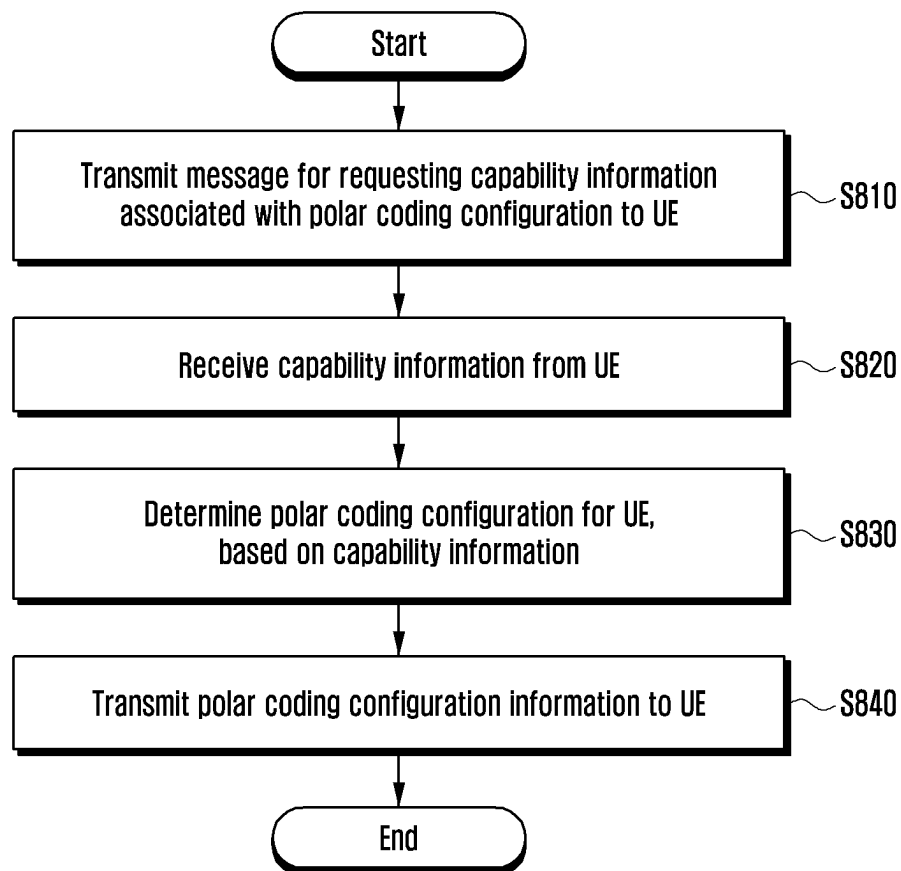 Start
Transmit message for requesting capability information
associated with polar coding configuration to UE
S810
Receive capability information from UE
S820
Determine polar coding configuration for UE,
based on capability information
S830
Transmit polar coding configuration information to UE
S840
End